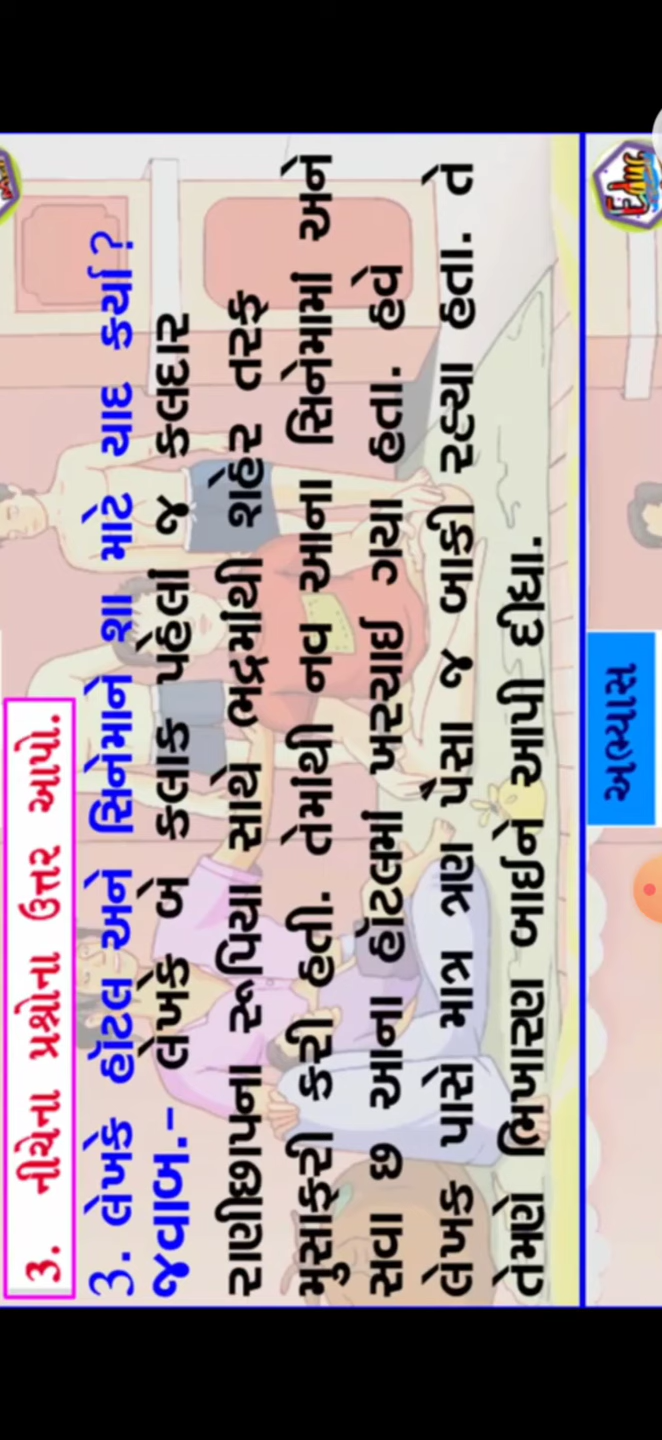 3. નીચેના પ્રશ્નોના ઉત્તર આપો.
3. લેખકે હૉટલ અને સિનેમાને શા માટે યાદ કર્યાં?
જવાબ.- લેખકે બે કલાક પહેલાં જ કલદાર
રાણીછાપના રૂપિયા સાથે ભદ્રમાંથી શહેર તરફ
મુસાફરી કરી હતી. તેમાંથી નવ આના સિનેમામાં અને
સવા છ આના હૉટલમાં ખરચાઈ ગયા હતા. હવે
લેખક પાસે માત્ર ત્રણ પૈસા જ બાકી રહ્યા હતા. તે
તેમણે ભિખારણ બાઈને આપી દીધા.
અભ્યાસ
Educ